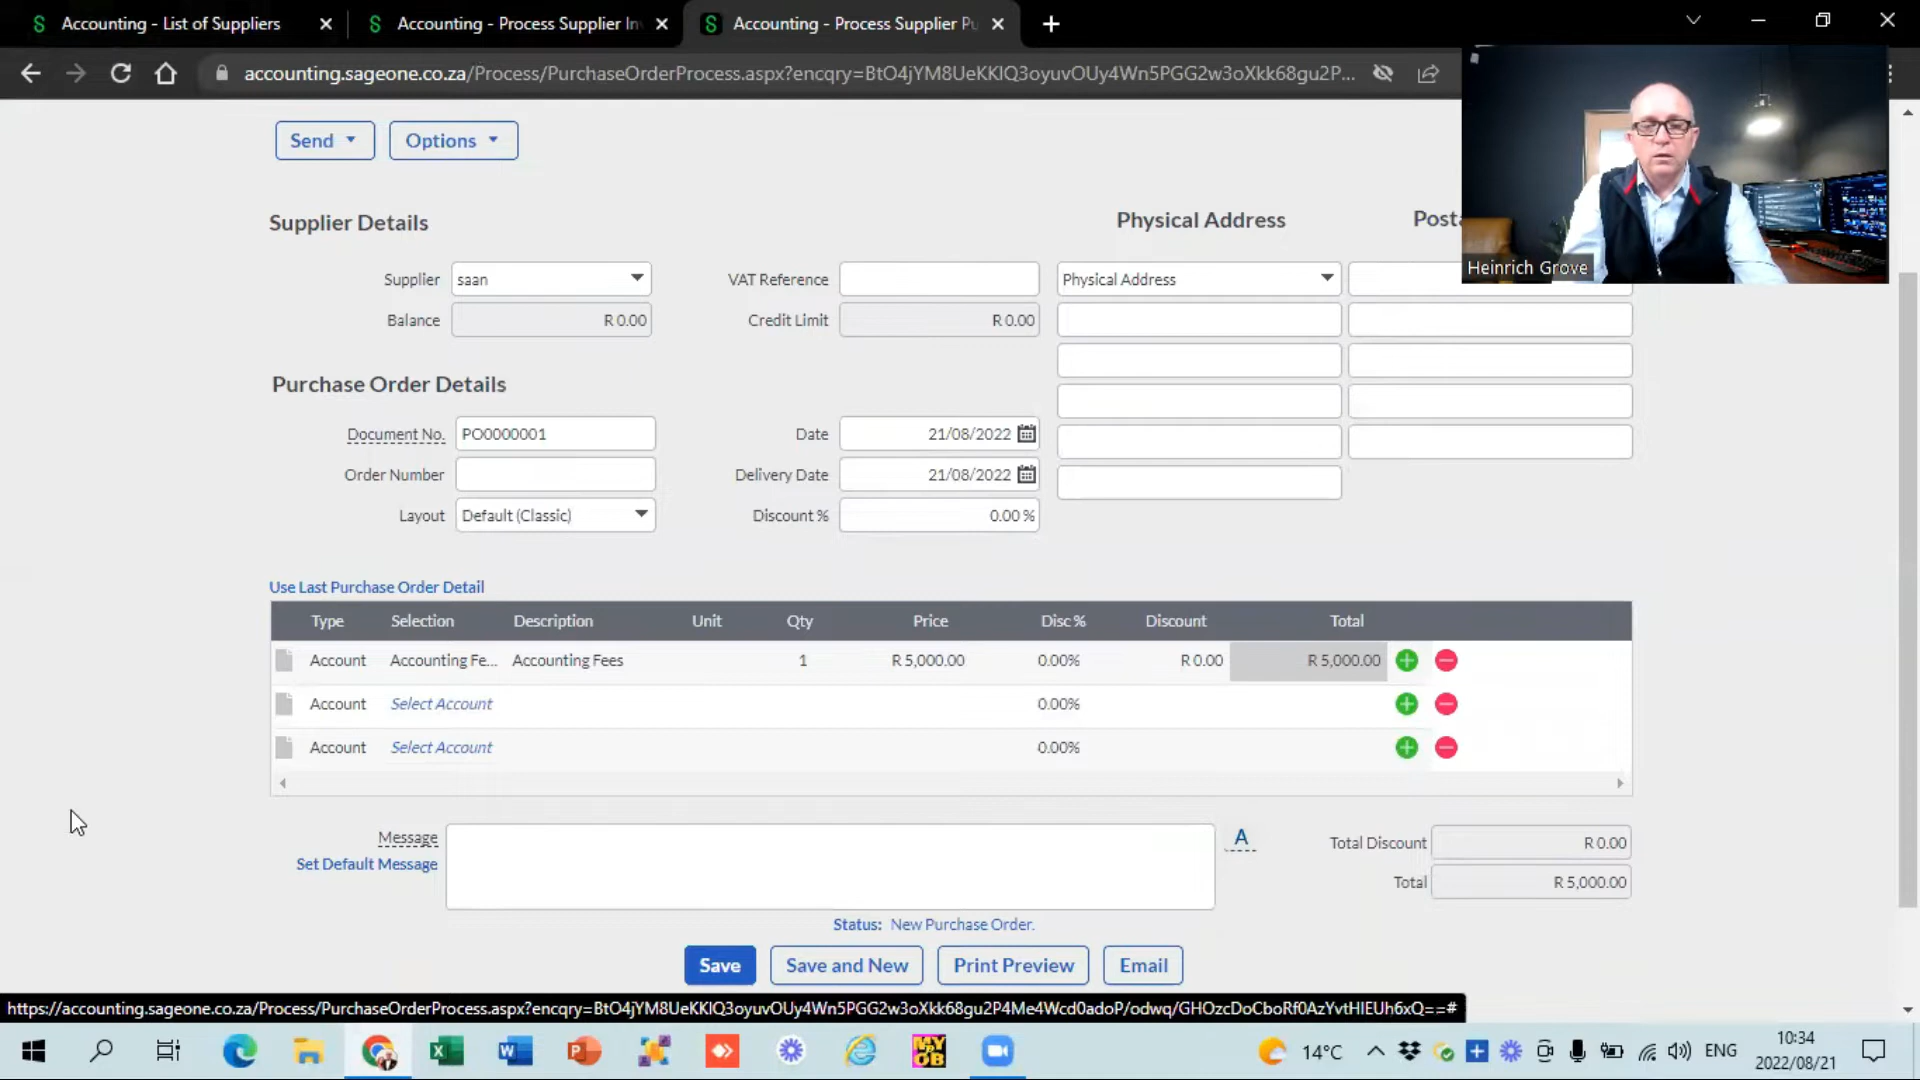 Accounting - List of Suppliers
Accounting - Process Supplier In
Accounting - Process Supplier Pu
accounting.sageone.co.za/Process/PurchaseOrderProcess.aspx?encqry=BtO4jYM8UeKKlQ3oyuvOUy4Wn5PGG2w3oXkk68gu2P...
Send
Options
Heinrich Grove
Supplier Details
Physical Address
Posta
Supplier saan
VAT Reference
Physical Address
Balance R 0.00
Credit Limit R 0.00
Purchase Order Details
Document No. PO0000001
Date 21/08/2022
Order Number
Delivery Date 21/08/2022
Layout Default (Classic)
Discount % 0.00 %
Use Last Purchase Order Detail
Type Selection Description Unit Qty Price Disc % Discount Total
Account Accounting Fe... Accounting Fees 1 R 5,000.00 0.00% R 0.00 R 5,000.00
Account Select Account 0.00%
Account Select Account 0.00%
Message
Set Default Message
A
Total Discount R 0.00
Total R 5,000.00
Status: New Purchase Order.
Save
Save and New
Print Preview
Email
https://accounting.sageone.co.za/Process/PurchaseOrderProcess.aspx?encqry=BtO4jYM8UeKKlQ3oyuvOUy4Wn5PGG2w3oXkk68gu2P4Me4Wcd0adoP/odwq/GHOzcDoCboRf0AzYvtHlEUh6xQ==#
14°C
ENG
10:34
2022/08/21